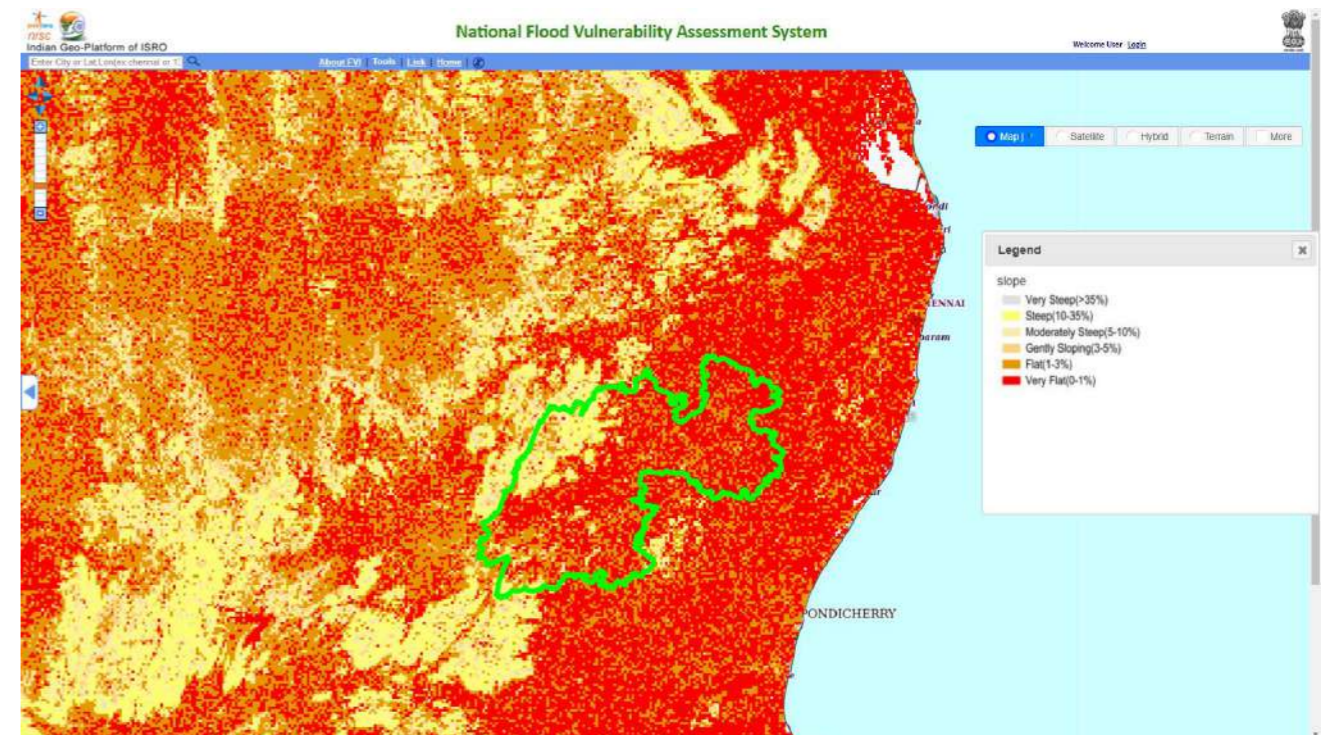 nrsc
Indian Geo-Platform of ISRO
National Flood Vulnerability Assessment System
Welcome User Login
About FVI | Tools | Link | Home |
Enter City or Lat,Lon(ex:chennai or 1
Map
Satellite
Hybrid
Terrain
More
ENNAI
aram
PONDICHERRY
Legend
slope
Very Steep(>35%)
Steep(10-35%)
Moderately Steep(5-10%)
Gently Sloping(3-5%)
Flat(1-3%)
Very Flat(0-1%)